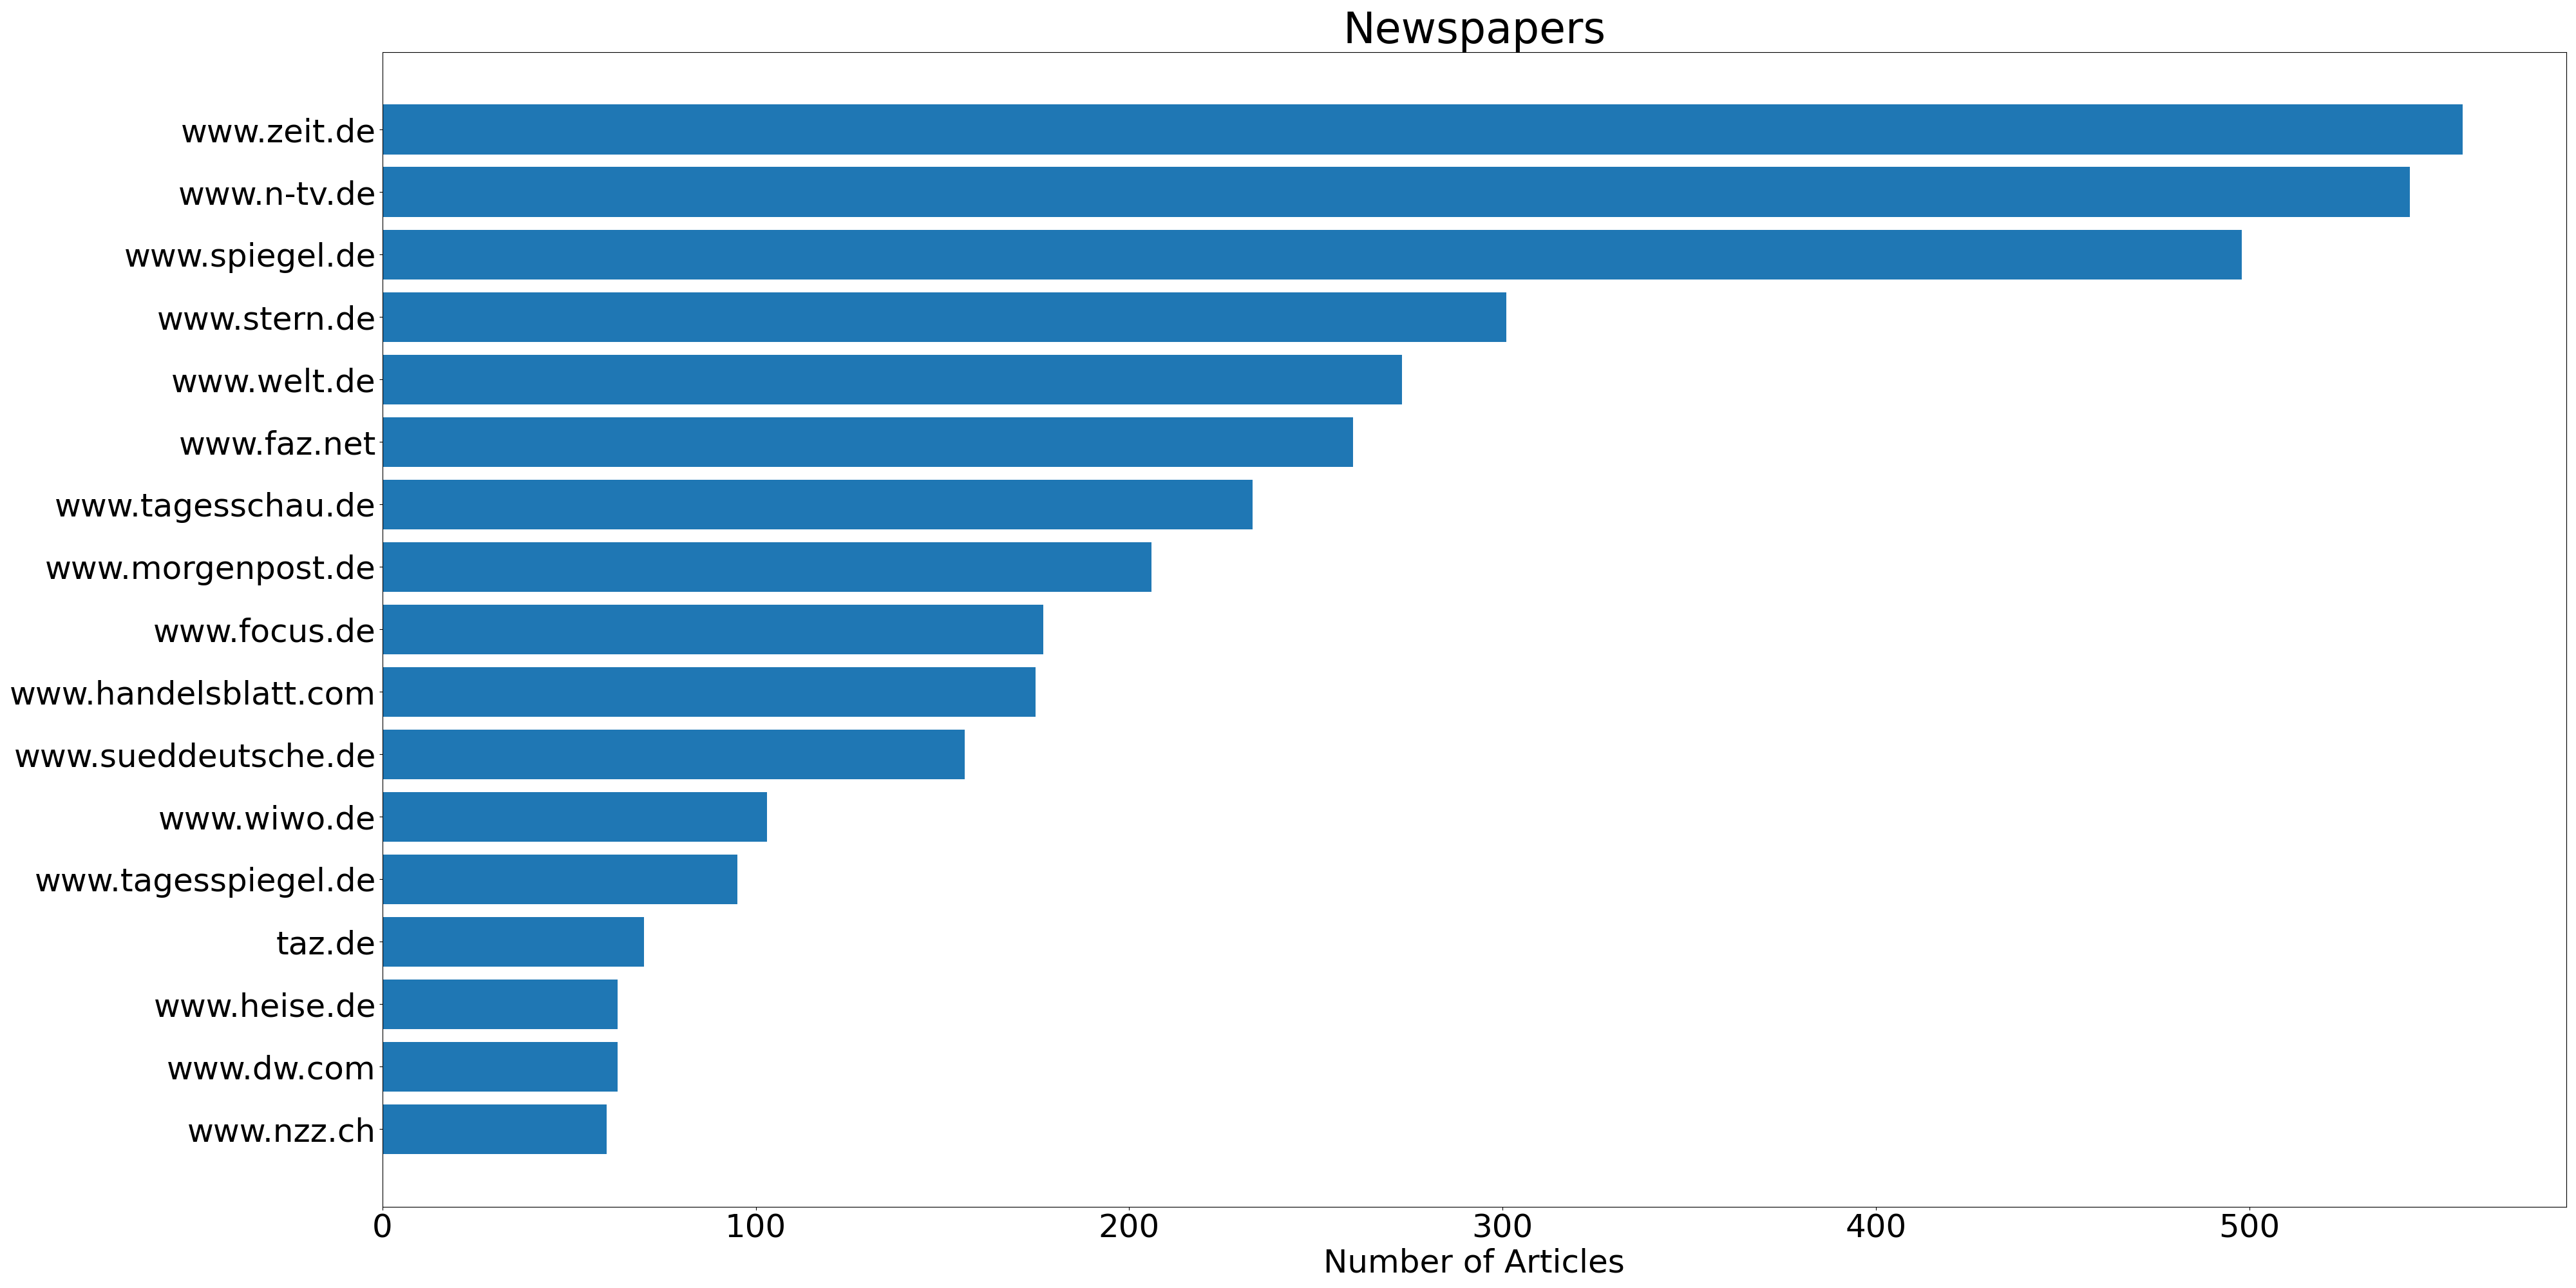 Newspapers
www.zeit.de
www.n-tv.de
www.spiegel.de
www.stern.de
www.welt.de
www.faz.net
www.tagesschau.de
www.morgenpost.de
www.focus.de
www.handelsblatt.com
www.sueddeutsche.de
www.wiwo.de
www.tagesspiegel.de
taz.de
www.heise.de
www.dw.com
www.nzz.ch
0 100 200 300 400 500
Number of Articles